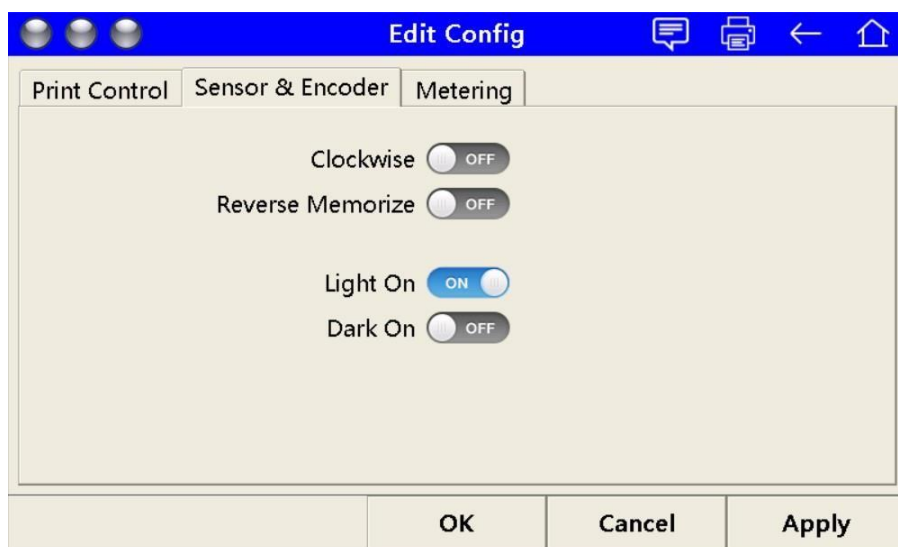 Edit Config
Print Control Sensor & Encoder Metering
Clockwise OFF
Reverse Memorize OFF
Light On ON
Dark On OFF
OK Cancel Apply